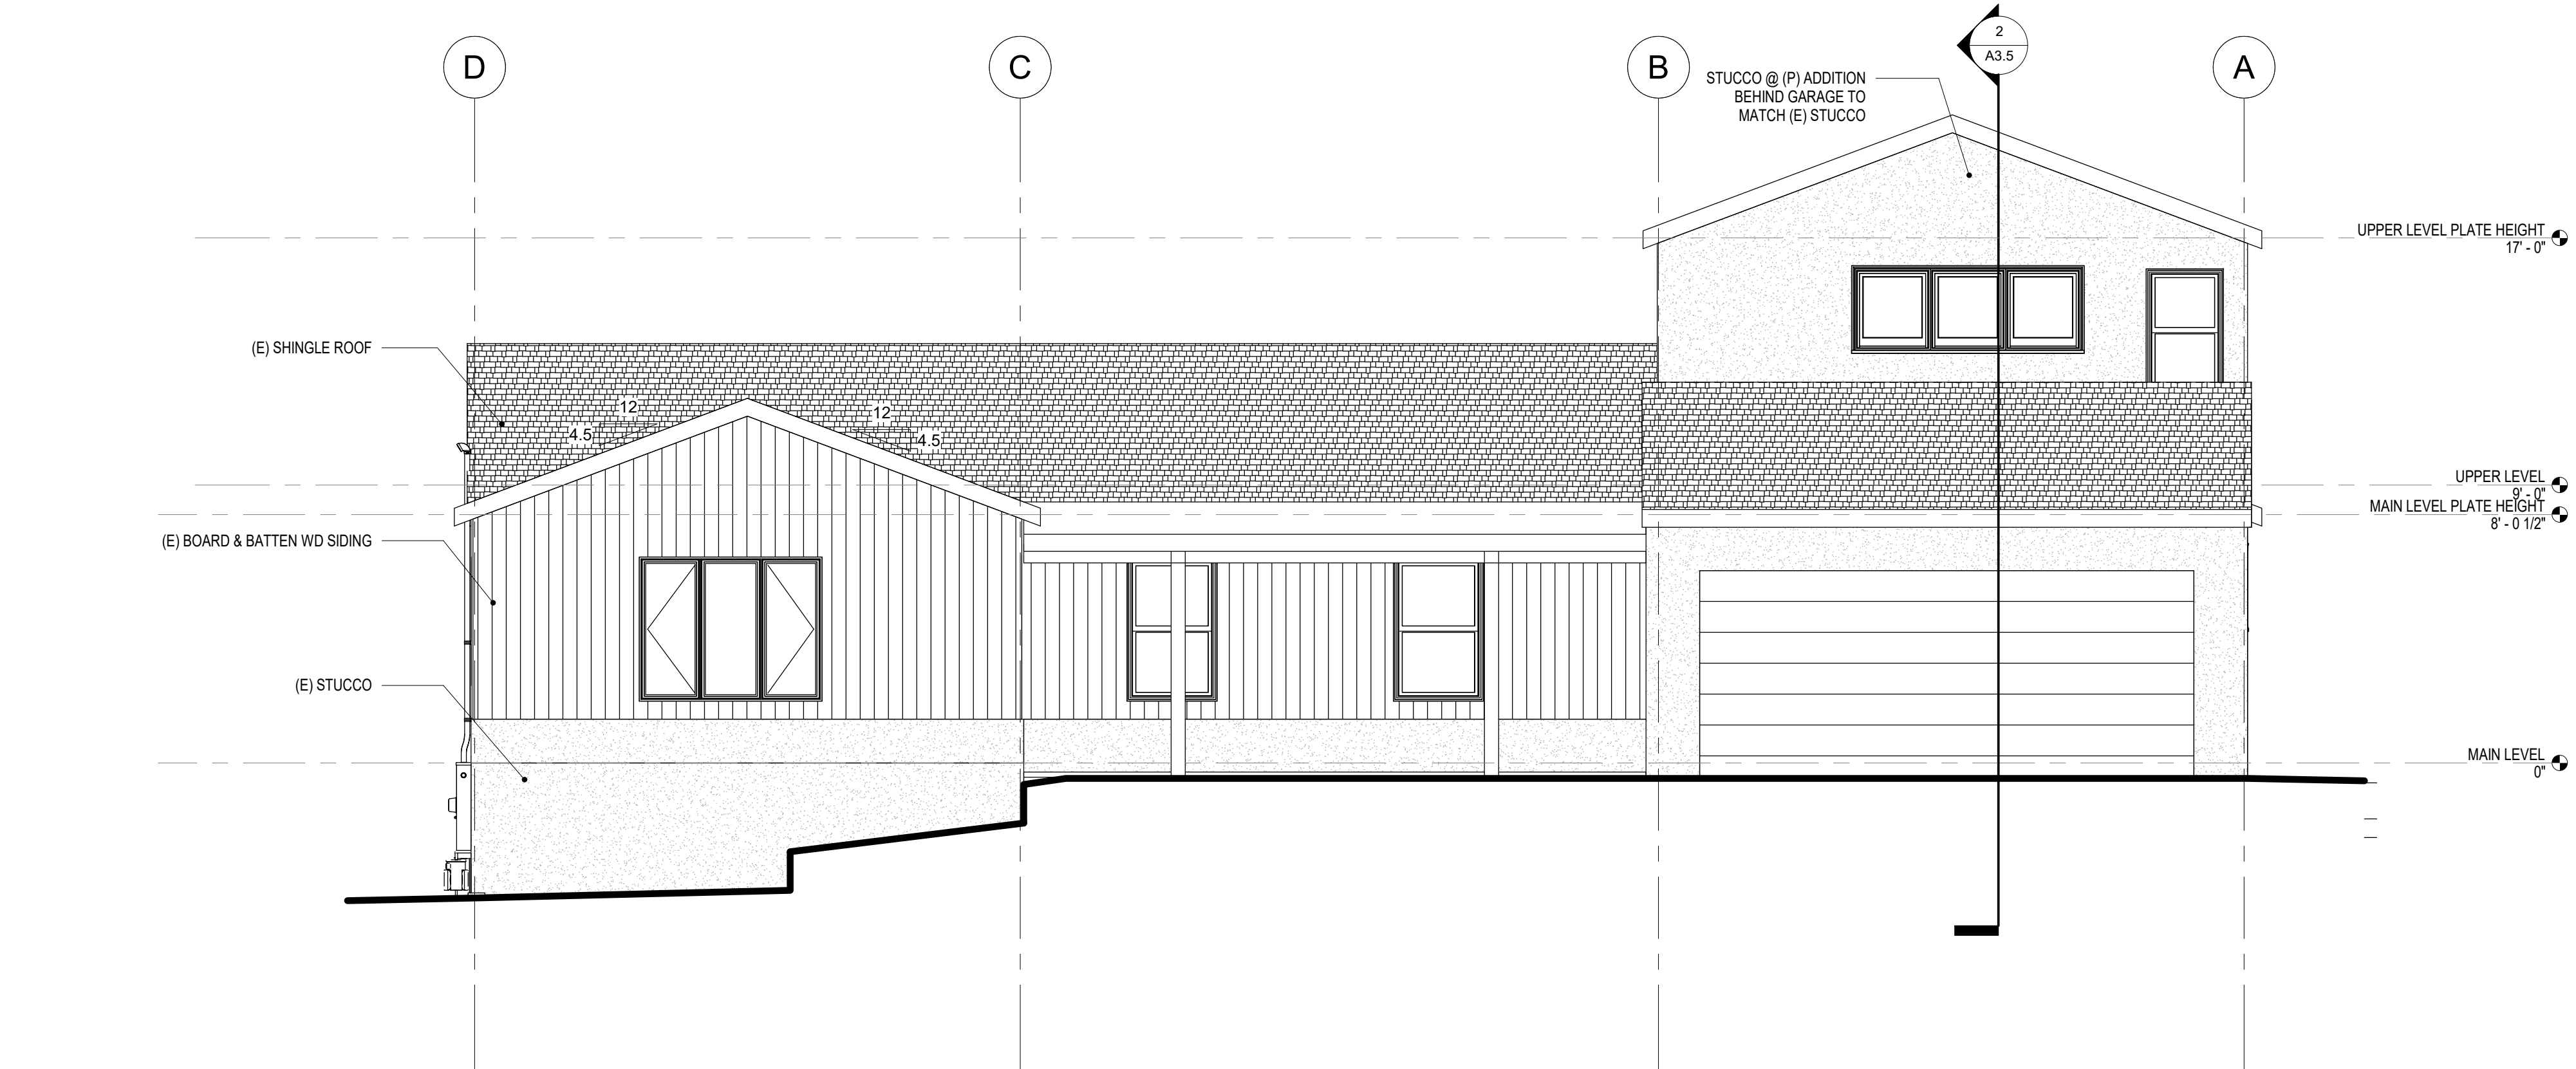 D
C
B
A
2
A3.5
STUCCO @ (P) ADDITION
BEHIND GARAGE TO
MATCH (E) STUCCO
UPPER LEVEL PLATE HEIGHT
17' - 0"
(E) SHINGLE ROOF
12
4.5
12
4.5
UPPER LEVEL
9' - 0"
MAIN LEVEL PLATE HEIGHT
8' - 0 1/2"
(E) BOARD & BATTEN WD SIDING
(E) STUCCO
MAIN LEVEL
0"